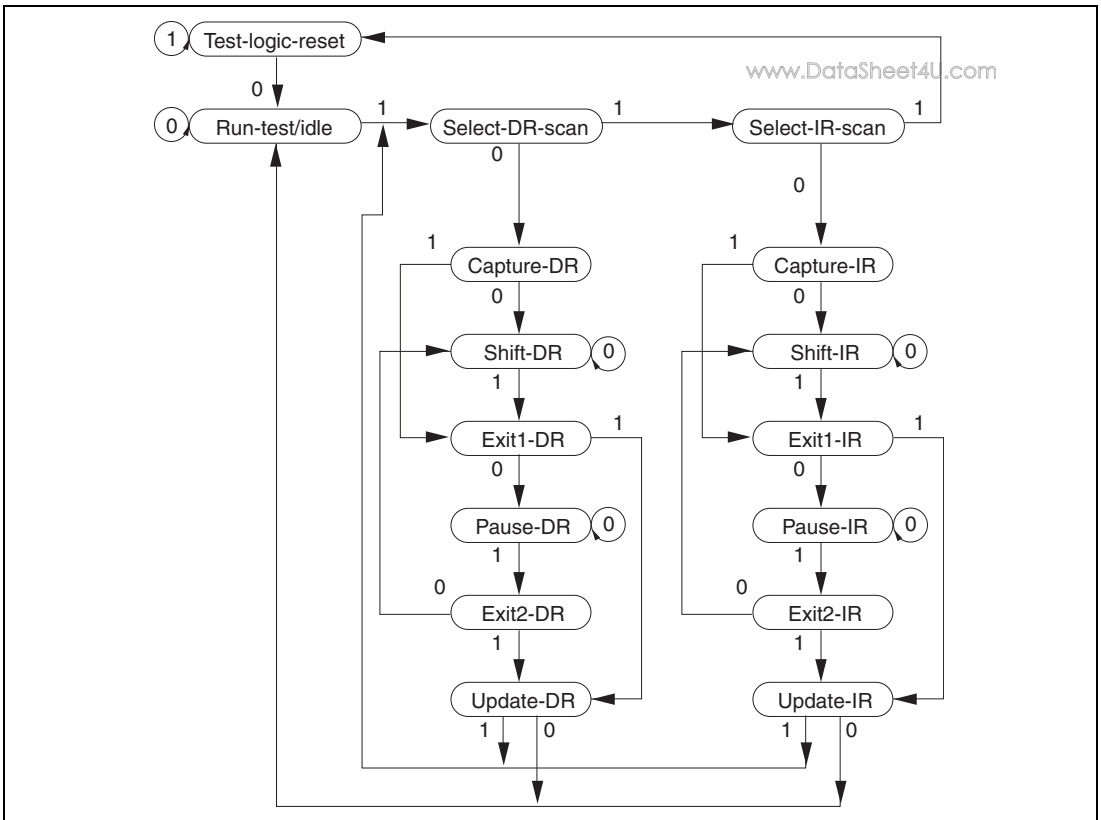 1 Test-logic-reset
www.DataSheet4U.com
0
0 Run-test/idle 1 Select-DR-scan 1 Select-IR-scan 1
0 0
1 Capture-DR 1 Capture-IR
0 0
Shift-DR 0 Shift-IR 0
1 1
Exit1-DR 1 Exit1-IR 1
0 0
Pause-DR 0 Pause-IR 0
1 1
0 Exit2-DR 0 Exit2-IR
1 1
Update-DR Update-IR
1 0 1 0